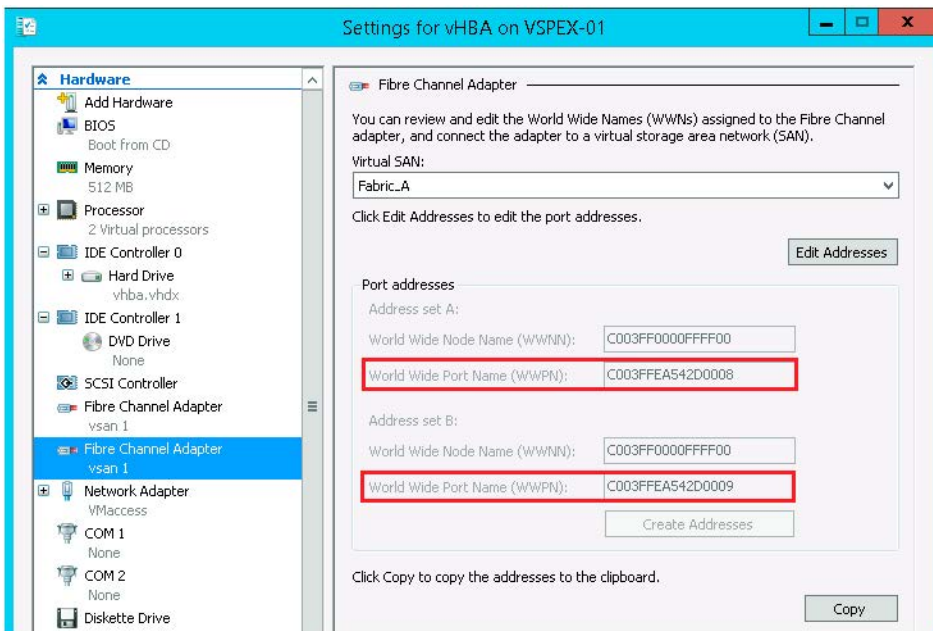 Settings for vHBA on VSPEX-01
Hardware
Add Hardware
BIOS
Boot from CD
Memory
512 MB
Processor
2 Virtual processors
IDE Controller 0
Hard Drive
vhba.vhdx
IDE Controller 1
DVD Drive
None
SCSI Controller
Fibre Channel Adapter
vsan 1
Fibre Channel Adapter
vsan 1
Network Adapter
VMaccess
COM 1
None
COM 2
None
Diskette Drive
Fibre Channel Adapter
You can review and edit the World Wide Names (WWNs) assigned to the Fibre Channel
adapter, and connect the adapter to a virtual storage area network (SAN).
Virtual SAN:
Fabric_A
Click Edit Addresses to edit the port addresses.
Edit Addresses
Port addresses
Address set A:
World Wide Node Name (WWNN): C003FF0000FFFF00
World Wide Port Name (WWPN): C003FFEA542D0008
Address set B:
World Wide Node Name (WWNN): C003FF0000FFFF00
World Wide Port Name (WWPN): C003FFEA542D0009
Create Addresses
Click Copy to copy the addresses to the clipboard.
Copy